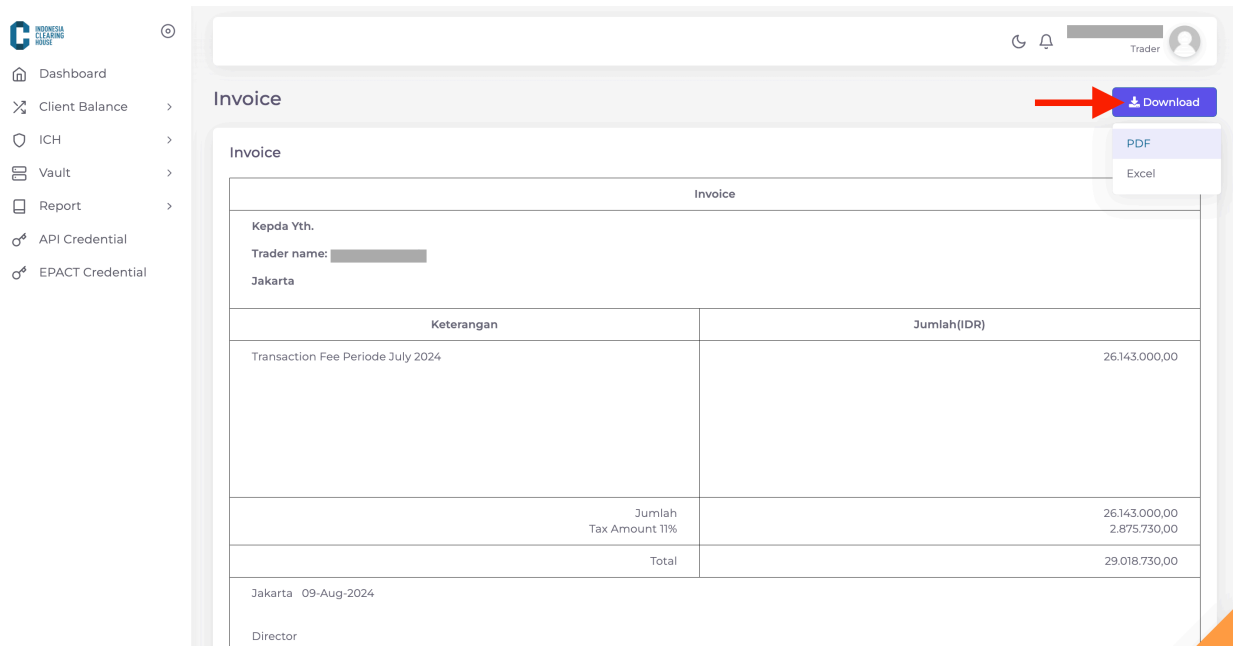 INDONESIA
CLEARING
HOUSE
Dashboard
Client Balance
ICH
Vault
Report
API Credential
EPACT Credential
Trader
Invoice
Download
PDF
Excel
Invoice
Invoice
Kepda Yth.
Trader name:
Jakarta
Keterangan Jumlah(IDR)
Transaction Fee Periode July 2024 26.143.000,00
Jumlah 26.143.000,00
Tax Amount 11% 2.875.730,00
Total 29.018.730,00
Jakarta 09-Aug-2024
Director